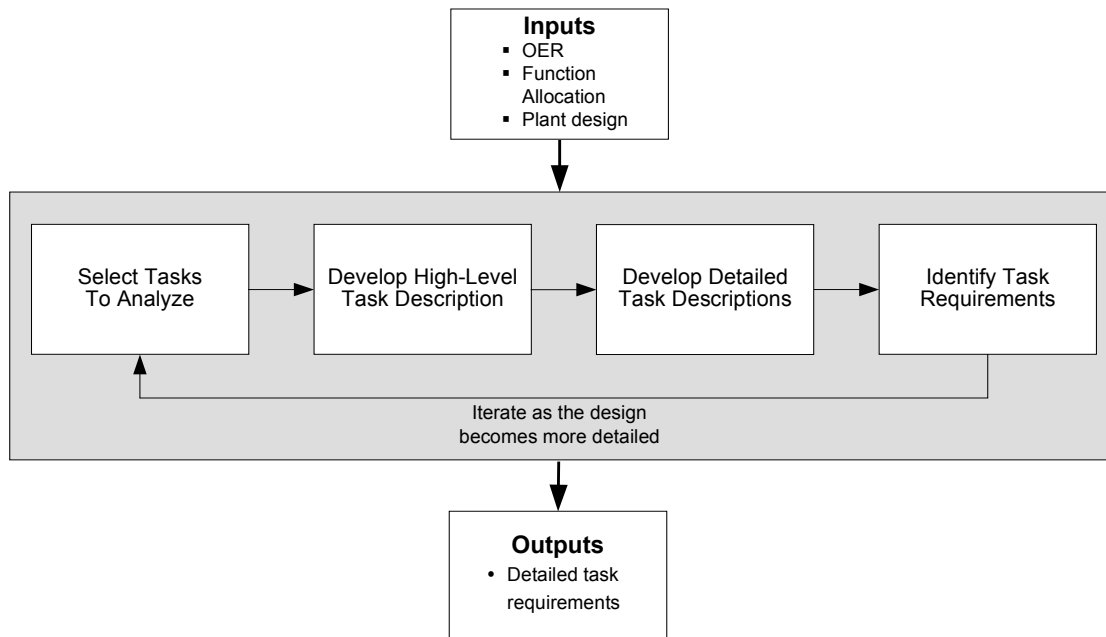 Inputs
▪ OER
▪ Function
Allocation
▪ Plant design
Select Tasks
To Analyze
Develop High-Level
Task Description
Develop Detailed
Task Descriptions
Identify Task
Requirements
Iterate as the design
becomes more detailed
Outputs
• Detailed task
requirements